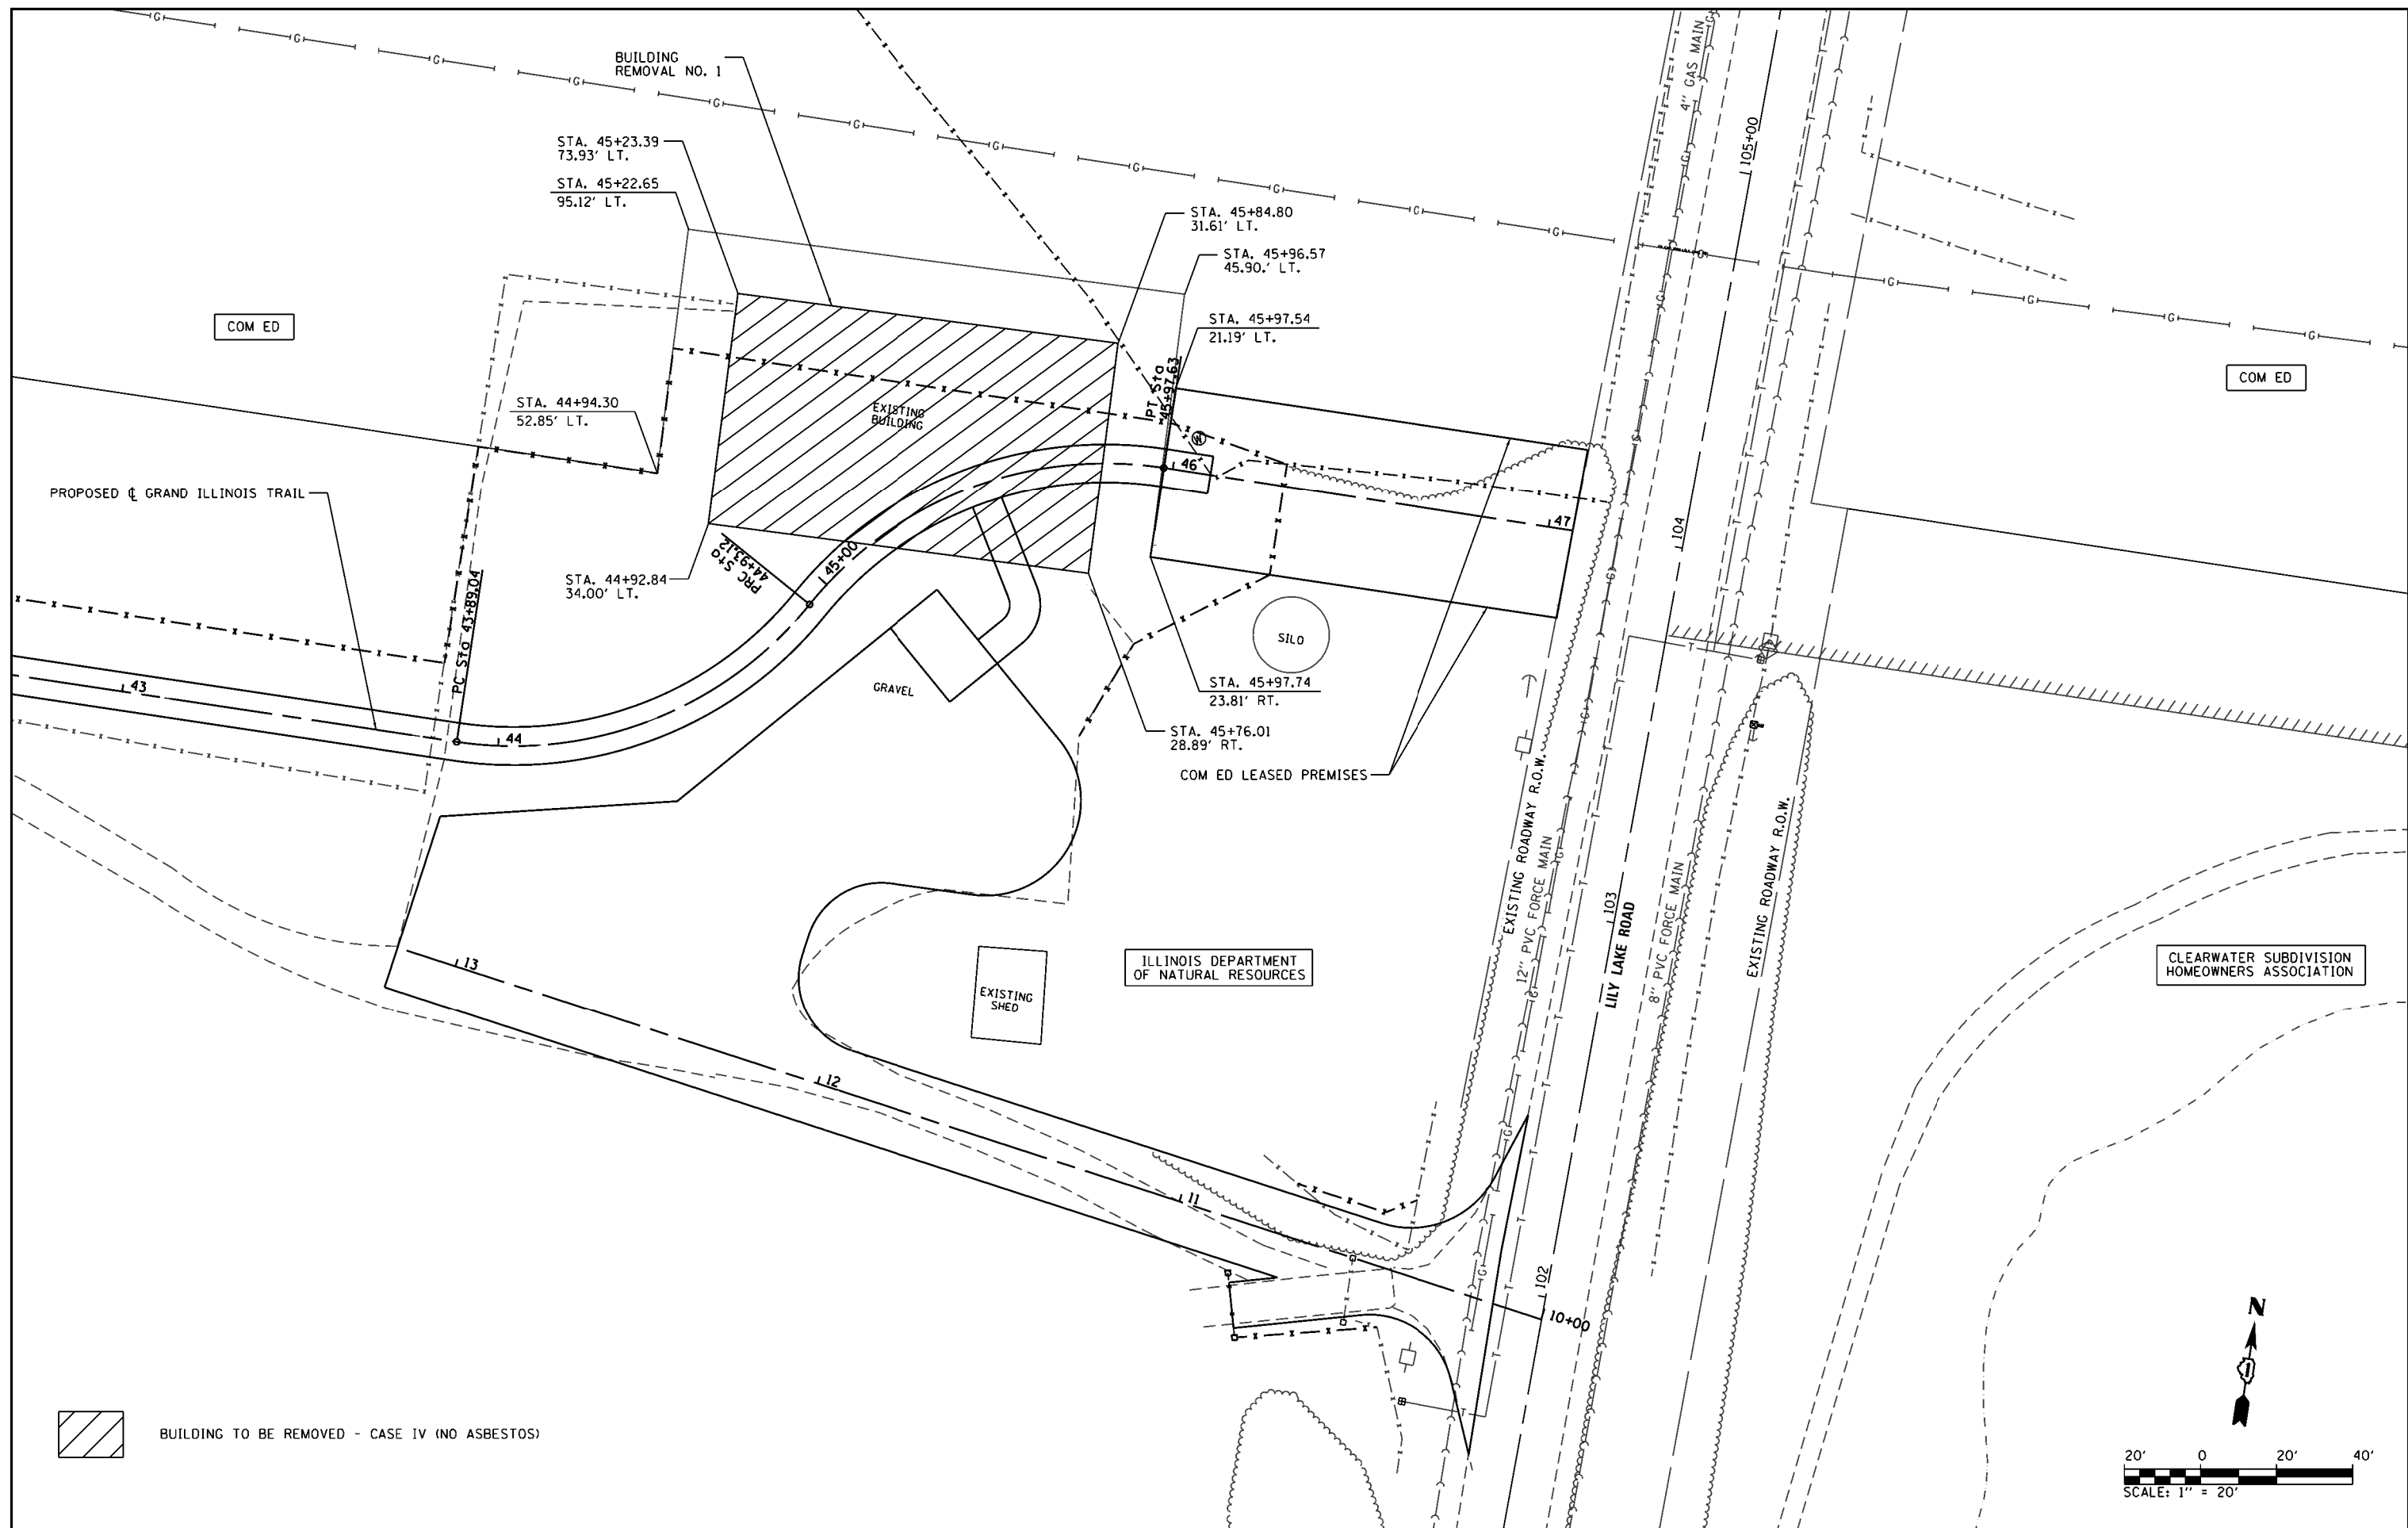 BUILDING
REMOVAL NO. 1
4" GAS MAIN
105+00
STA. 45+23.39
73.93' LT.
STA. 45+22.65
95.12' LT.
STA. 45+84.80
31.61' LT.
STA. 45+96.57
45.90.' LT.
STA. 45+97.54
21.19' LT.
COM ED
COM ED
PT Sta
45+97.63
STA. 44+94.30
52.85' LT.
EXISTING
BUILDING
W
46
47
104
PROPOSED ℄ GRAND ILLINOIS TRAIL
PRC Sta
44+93.12
45+00
STA. 44+92.84
34.00' LT.
PC Sta 43+89.04
SILO
43
44
GRAVEL
STA. 45+97.74
23.81' RT.
STA. 45+76.01
28.89' RT.
COM ED LEASED PREMISES
EXISTING ROADWAY R.O.W.
12" PVC FORCE MAIN
103
LILY LAKE ROAD
8" PVC FORCE MAIN
EXISTING ROADWAY R.O.W.
13
ILLINOIS DEPARTMENT
OF NATURAL RESOURCES
CLEARWATER SUBDIVISION
HOMEOWNERS ASSOCIATION
EXISTING
SHED
12
11
102
10+00
N
1
BUILDING TO BE REMOVED - CASE IV (NO ASBESTOS)
20' 0 20' 40'
SCALE: 1" = 20'